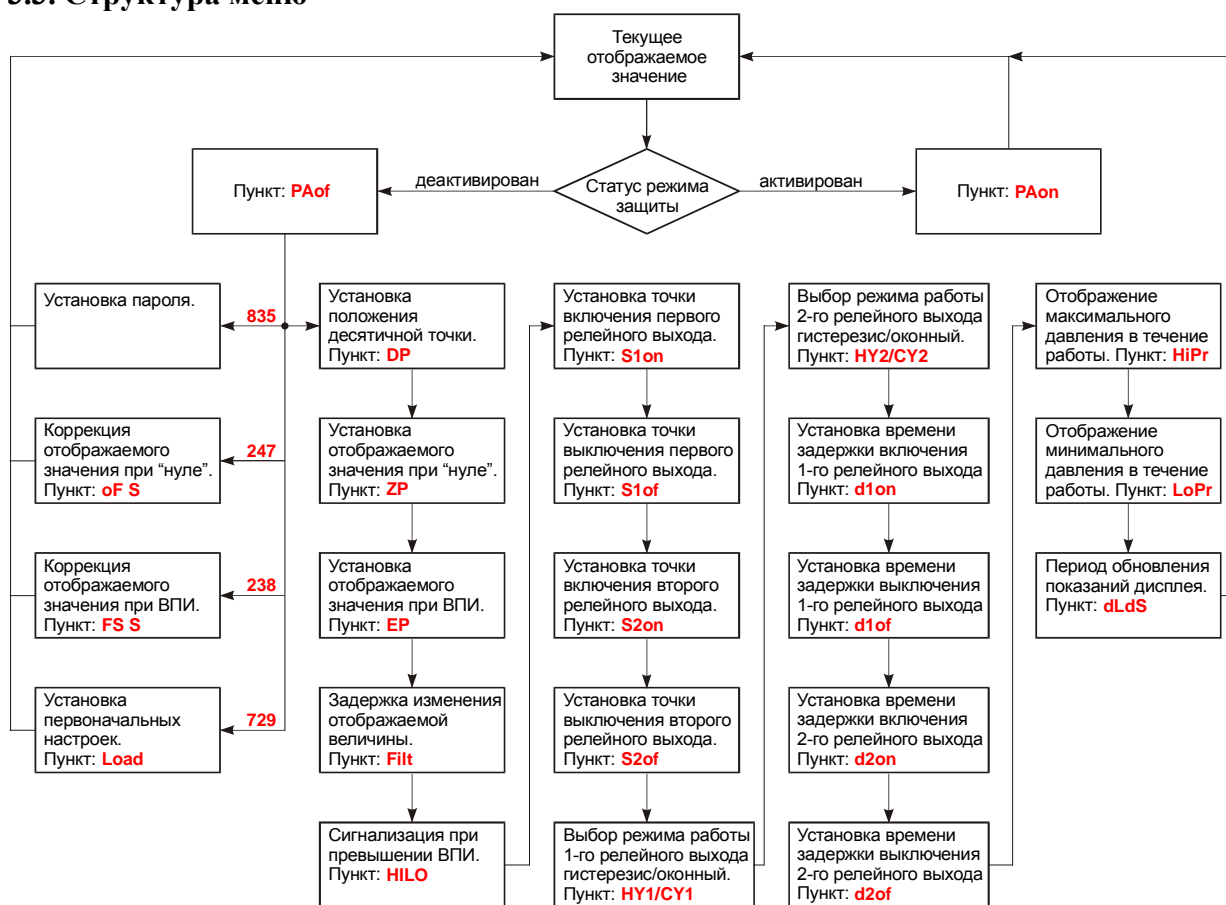 3.3. Структура меню
Текущее
отображаемое
значение
Пункт: PAof
деактивирован
Статус режима
защиты
активирован
Пункт: PAon
Установка пароля.
835
Коррекция
отображаемого
значения при “нуле”.
Пункт: oF S
247
Коррекция
отображаемого
значения при ВПИ.
Пункт: FS S
238
Установка
первоначальных
настроек.
Пункт: Load
729
Установка
положения
десятичной точки.
Пункт: DP
Установка
отображаемого
значения при “нуле”.
Пункт: ZP
Установка
отображаемого
значения при ВПИ.
Пункт: EP
Задержка изменения
отображаемой
величины.
Пункт: Filt
Сигнализация при
превышении ВПИ.
Пункт: HILO
Установка точки
включения первого
релейного выхода.
Пункт: S1on
Установка точки
выключения первого
релейного выхода.
Пункт: S1of
Установка точки
включения второго
релейного выхода.
Пункт: S2on
Установка точки
выключения второго
релейного выхода.
Пункт: S2of
Выбор режима работы
1-го релейного выхода
гистерезис/оконный.
Пункт: HY1/CY1
Выбор режима работы
2-го релейного выхода
гистерезис/оконный.
Пункт: HY2/CY2
Установка времени
задержки включения
1-го релейного выхода
Пункт: d1on
Установка времени
задержки выключения
1-го релейного выхода
Пункт: d1of
Установка времени
задержки включения
2-го релейного выхода
Пункт: d2on
Установка времени
задержки выключения
2-го релейного выхода
Пункт: d2of
Отображение
максимального
давления в течение
работы. Пункт: HiPr
Отображение
минимального
давления в течение
работы. Пункт: LoPr
Период обновления
показаний дисплея.
Пункт: dLdS